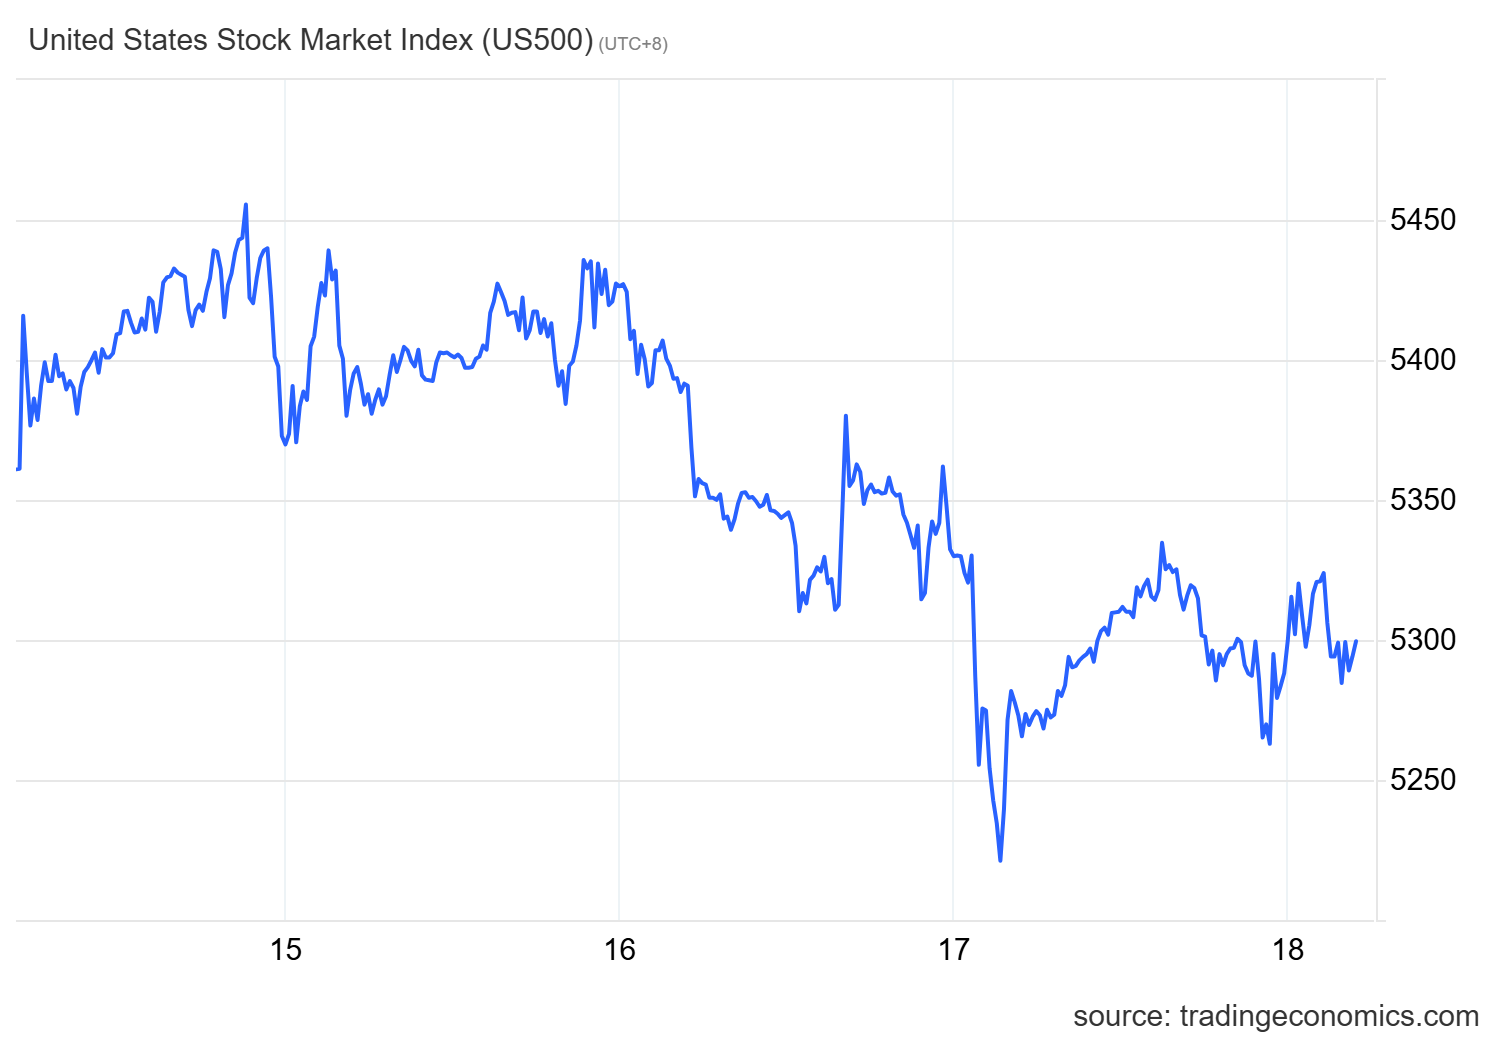 United States Stock Market Index (US500) (UTC+8)
5450
5400
5350
5300
5250
15 16 17 18
source: tradingeconomics.com